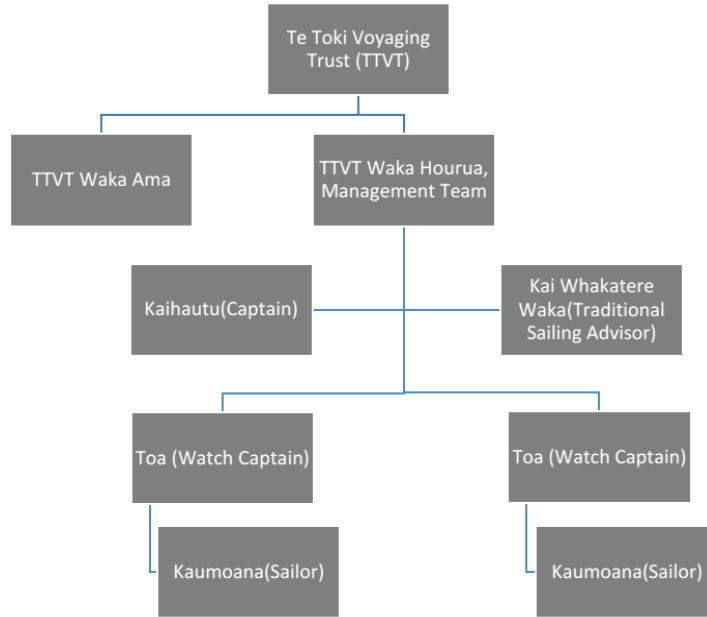 Te Toki Voyaging
Trust (TTVT)
TTVT Waka Ama
TTVT Waka Hourua,
Management Team
Kaihautu(Captain)
Kai Whakatere
Waka(Traditional
Sailing Advisor)
Toa (Watch Captain)
Toa (Watch Captain)
Kaumoana(Sailor)
Kaumoana(Sailor)